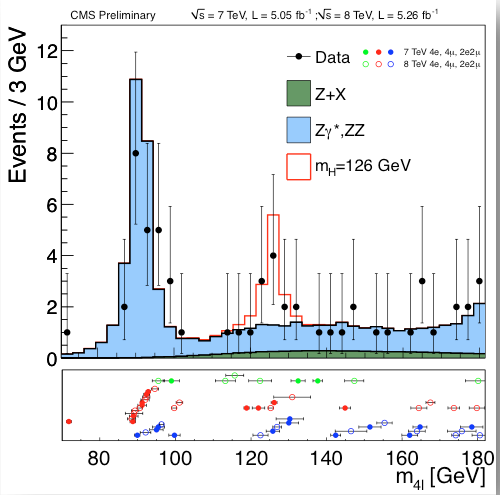 CMS Preliminary √s = 7 TeV, L = 5.05 fb⁻¹ ;√s = 8 TeV, L = 5.26 fb⁻¹
Events / 3 GeV
12
10
8
6
4
2
0
Data
7 TeV 4e, 4μ, 2e2μ
8 TeV 4e, 4μ, 2e2μ
Z+X
Zγ*,ZZ
mH=126 GeV
80 100 120 140 160 180
m4l [GeV]